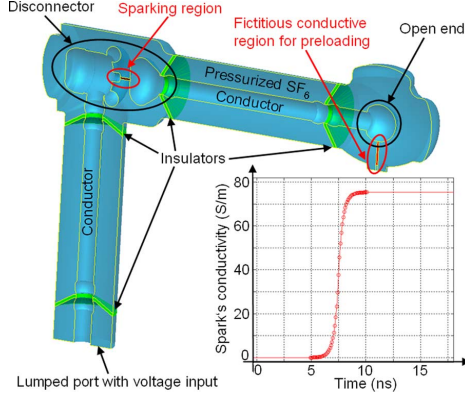 Disconnector
Sparking region
Fictitious conductive
region for preloading
Open end
Pressurized SF6
Conductor
Insulators
Conductor
Lumped port with voltage input
Spark's conductivity (S/m)
80
60
40
20
0
0
5
10
15
Time (ns)